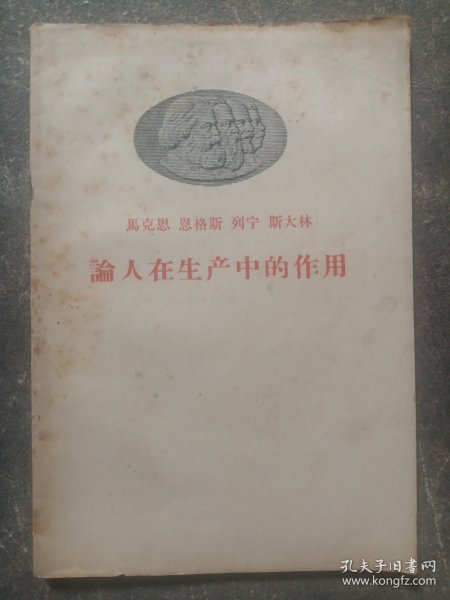 馬克思 恩格斯 列宁 斯大林
論人在生产中的作用
孔夫子旧书网
www.kongfz.com